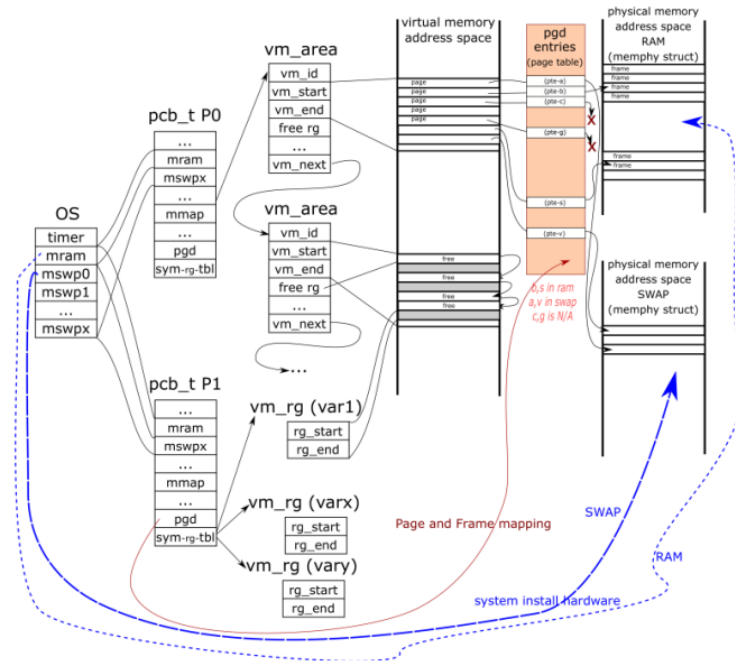 OS
timer
mram
mswp0
mswp1
...
mswpx
pcb_t P0
...
mram
mswpx
...
mmap
...
pgd
sym-rg-tbl
pcb_t P1
...
mram
mswpx
...
mmap
...
pgd
sym-rg-tbl
vm_area
vm_id
vm_start
vm_end
free rg
...
vm_next
vm_area
vm_id
vm_start
vm_end
free rg
...
vm_next
...
vm_rg (var1)
rg_start
rg_end
vm_rg (varx)
rg_start
rg_end
vm_rg (vary)
rg_start
rg_end
virtual memory
address space
page
page
page
page
free
free
free
free
pgd
entries
(page table)
(pte-a)
(pte-b)
(pte-c)
X
(pte-g)
X
(pte-s)
(pte-v)
b,s in ram
a,v in swap
c,g is N/A
physical memory
address space
RAM
(memphy struct)
frame
frame
frame
frame
frame
frame
physical memory
address space
SWAP
(memphy struct)
Page and Frame mapping
SWAP
RAM
system install hardware